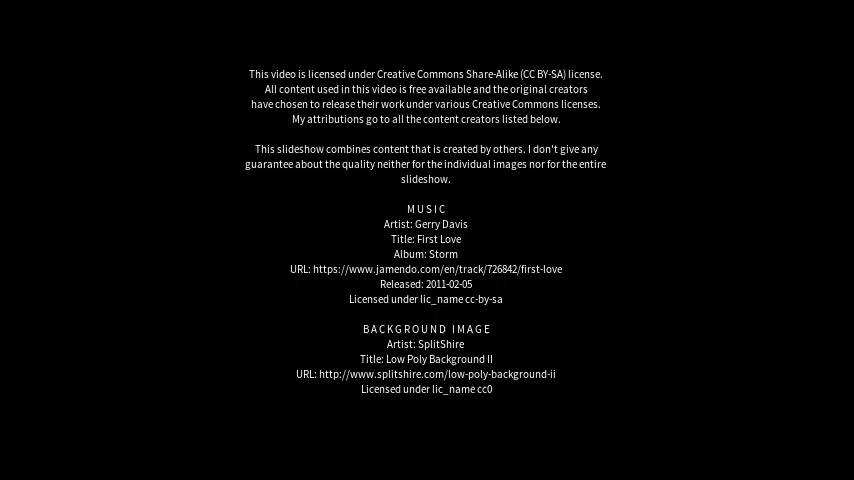 This video is licensed under Creative Commons Share-Alike (CC BY-SA) license.
All content used in this video is free available and the original creators
have chosen to release their work under various Creative Commons licenses.
My attributions go to all the content creators listed below.
This slideshow combines content that is created by others. I don't give any
guarantee about the quality neither for the individual images nor for the entire
slideshow.
MUSIC
Artist: Gerry Davis
Title: First Love
Album: Storm
URL: https://www.jamendo.com/en/track/726842/first-love
Released: 2011-02-05
Licensed under lic_name cc-by-sa
BACKGROUND IMAGE
Artist: SplitShire
Title: Low Poly Background II
URL: http://www.splitshire.com/low-poly-background-ii
Licensed under lic_name cc0